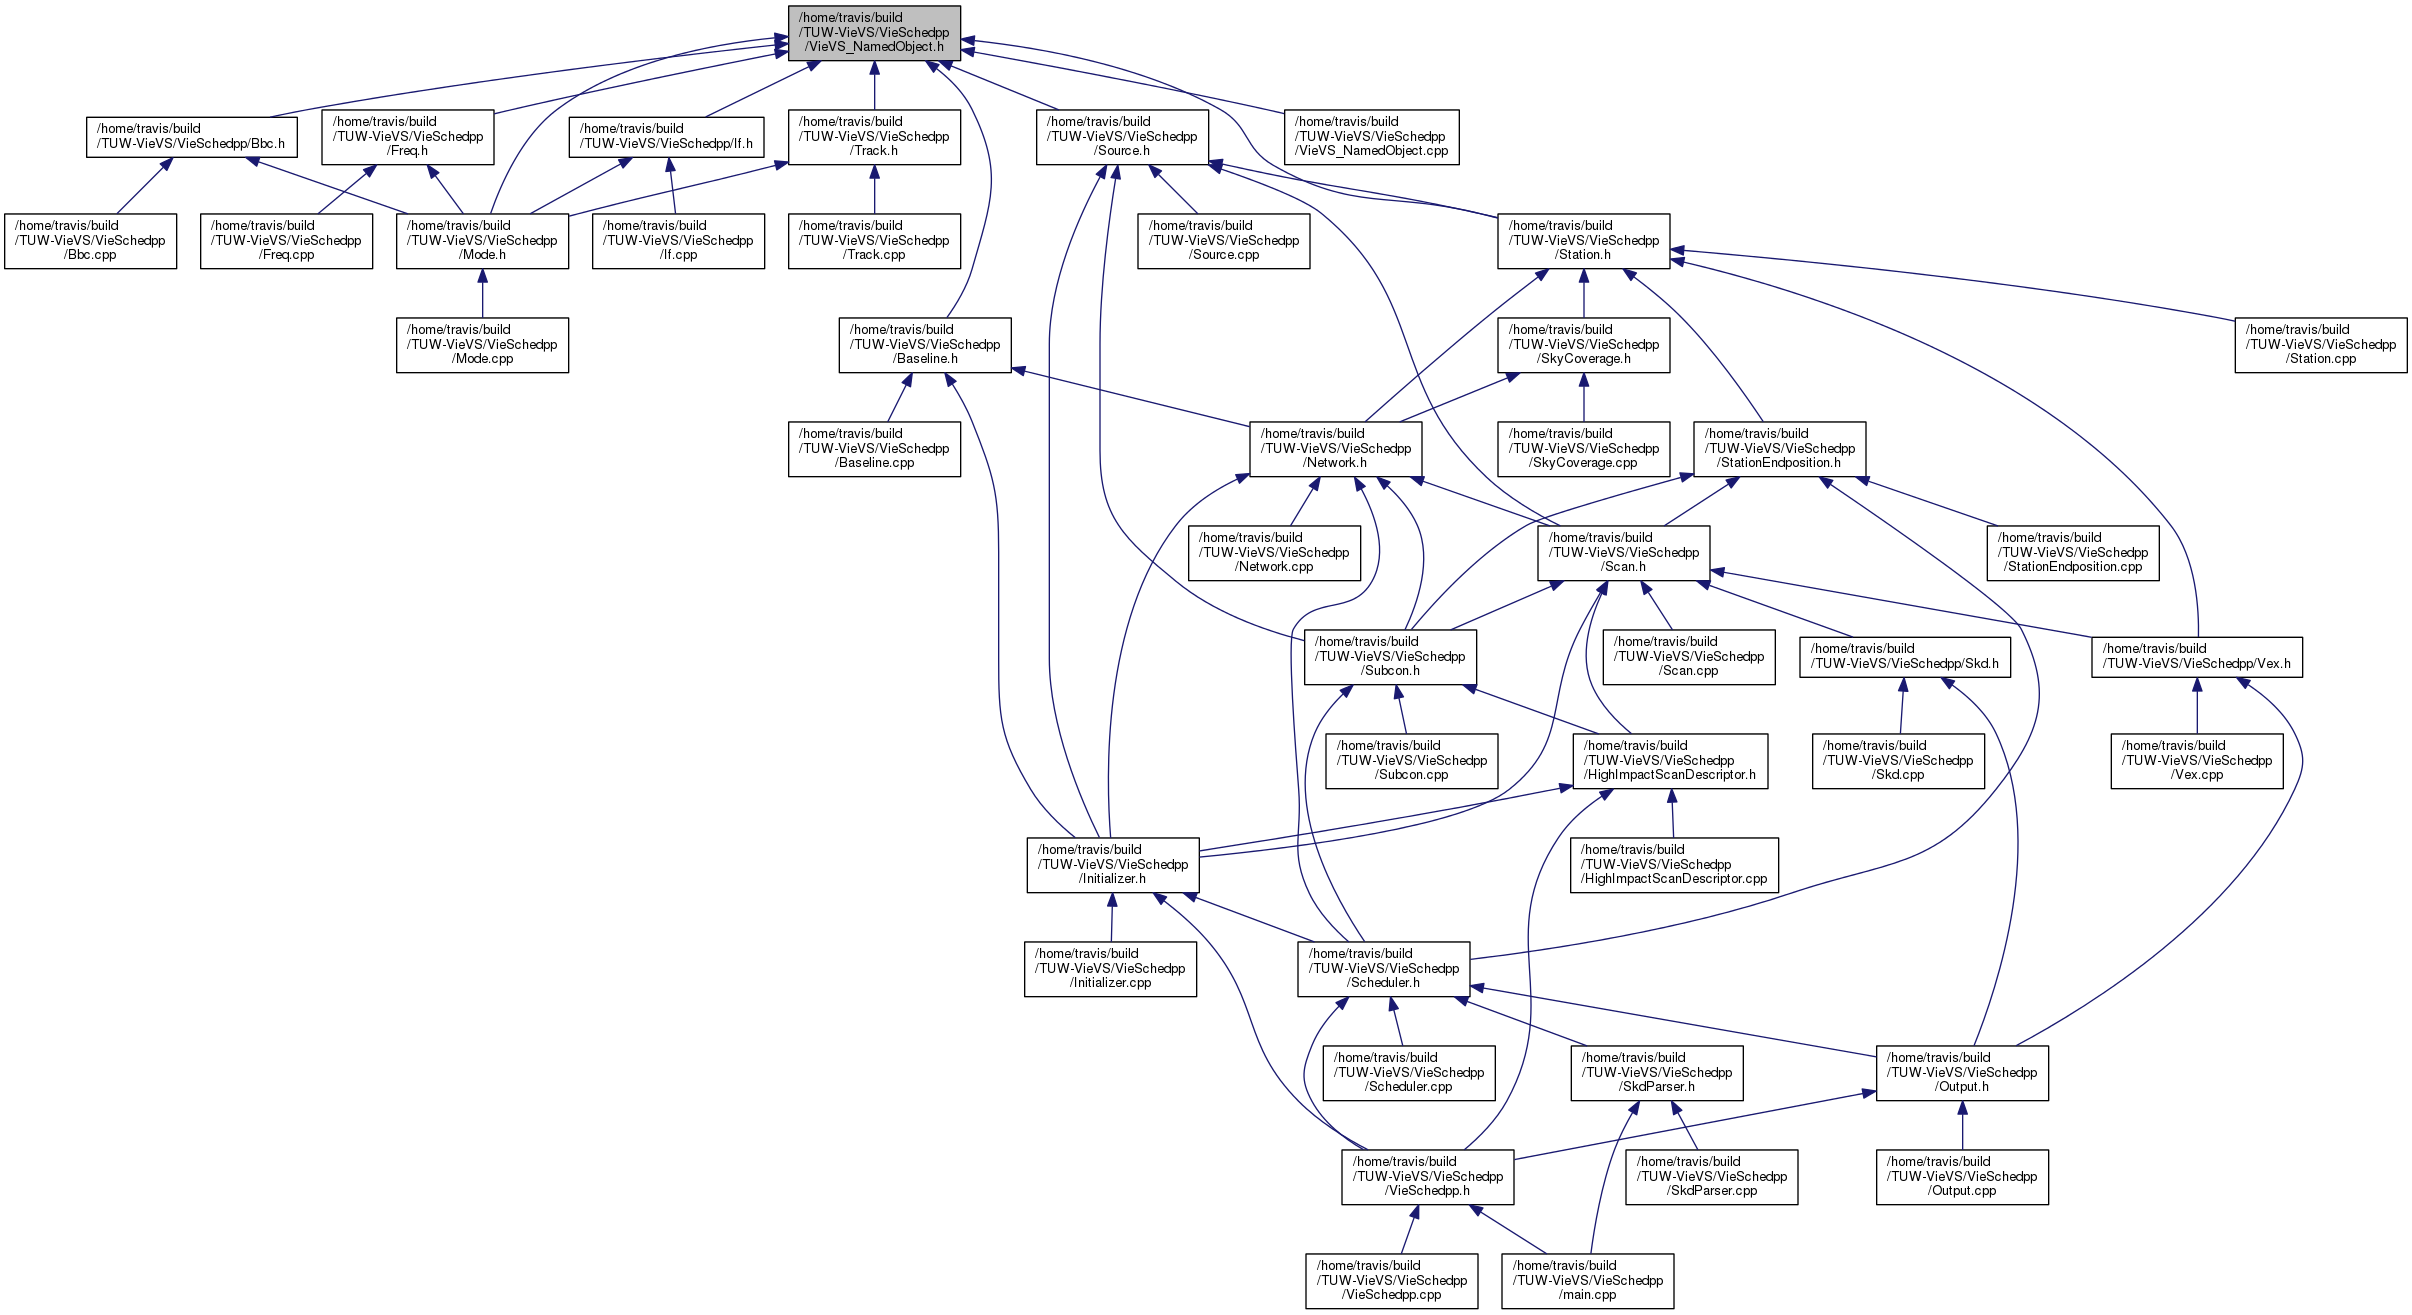 /home/travis/build
/TUW-VieVS/VieSchedpp
/VieVS_NamedObject.h
/home/travis/build
/TUW-VieVS/VieSchedpp/Bbc.h
/home/travis/build
/TUW-VieVS/VieSchedpp
/Freq.h
/home/travis/build
/TUW-VieVS/VieSchedpp/If.h
/home/travis/build
/TUW-VieVS/VieSchedpp
/Track.h
/home/travis/build
/TUW-VieVS/VieSchedpp
/Source.h
/home/travis/build
/TUW-VieVS/VieSchedpp
/VieVS_NamedObject.cpp
/home/travis/build
/TUW-VieVS/VieSchedpp
/Bbc.cpp
/home/travis/build
/TUW-VieVS/VieSchedpp
/Freq.cpp
/home/travis/build
/TUW-VieVS/VieSchedpp
/Mode.h
/home/travis/build
/TUW-VieVS/VieSchedpp
/If.cpp
/home/travis/build
/TUW-VieVS/VieSchedpp
/Track.cpp
/home/travis/build
/TUW-VieVS/VieSchedpp
/Source.cpp
/home/travis/build
/TUW-VieVS/VieSchedpp
/Station.h
/home/travis/build
/TUW-VieVS/VieSchedpp
/Mode.cpp
/home/travis/build
/TUW-VieVS/VieSchedpp
/Baseline.h
/home/travis/build
/TUW-VieVS/VieSchedpp
/SkyCoverage.h
/home/travis/build
/TUW-VieVS/VieSchedpp
/Station.cpp
/home/travis/build
/TUW-VieVS/VieSchedpp
/Baseline.cpp
/home/travis/build
/TUW-VieVS/VieSchedpp
/Network.h
/home/travis/build
/TUW-VieVS/VieSchedpp
/SkyCoverage.cpp
/home/travis/build
/TUW-VieVS/VieSchedpp
/StationEndposition.h
/home/travis/build
/TUW-VieVS/VieSchedpp
/Network.cpp
/home/travis/build
/TUW-VieVS/VieSchedpp
/Scan.h
/home/travis/build
/TUW-VieVS/VieSchedpp
/StationEndposition.cpp
/home/travis/build
/TUW-VieVS/VieSchedpp
/Subcon.h
/home/travis/build
/TUW-VieVS/VieSchedpp
/Scan.cpp
/home/travis/build
/TUW-VieVS/VieSchedpp/Skd.h
/home/travis/build
/TUW-VieVS/VieSchedpp/Vex.h
/home/travis/build
/TUW-VieVS/VieSchedpp
/Subcon.cpp
/home/travis/build
/TUW-VieVS/VieSchedpp
/HighImpactScanDescriptor.h
/home/travis/build
/TUW-VieVS/VieSchedpp
/Skd.cpp
/home/travis/build
/TUW-VieVS/VieSchedpp
/Vex.cpp
/home/travis/build
/TUW-VieVS/VieSchedpp
/Initializer.h
/home/travis/build
/TUW-VieVS/VieSchedpp
/HighImpactScanDescriptor.cpp
/home/travis/build
/TUW-VieVS/VieSchedpp
/Initializer.cpp
/home/travis/build
/TUW-VieVS/VieSchedpp
/Scheduler.h
/home/travis/build
/TUW-VieVS/VieSchedpp
/Scheduler.cpp
/home/travis/build
/TUW-VieVS/VieSchedpp
/SkdParser.h
/home/travis/build
/TUW-VieVS/VieSchedpp
/Output.h
/home/travis/build
/TUW-VieVS/VieSchedpp
/VieSchedpp.h
/home/travis/build
/TUW-VieVS/VieSchedpp
/SkdParser.cpp
/home/travis/build
/TUW-VieVS/VieSchedpp
/Output.cpp
/home/travis/build
/TUW-VieVS/VieSchedpp
/VieSchedpp.cpp
/home/travis/build
/TUW-VieVS/VieSchedpp
/main.cpp